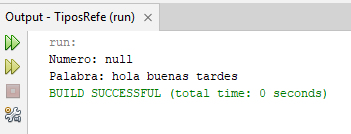 Output - TiposRefe (run) ×
run:
Numero: null
Palabra: hola buenas tardes
BUILD SUCCESSFUL (total time: 0 seconds)